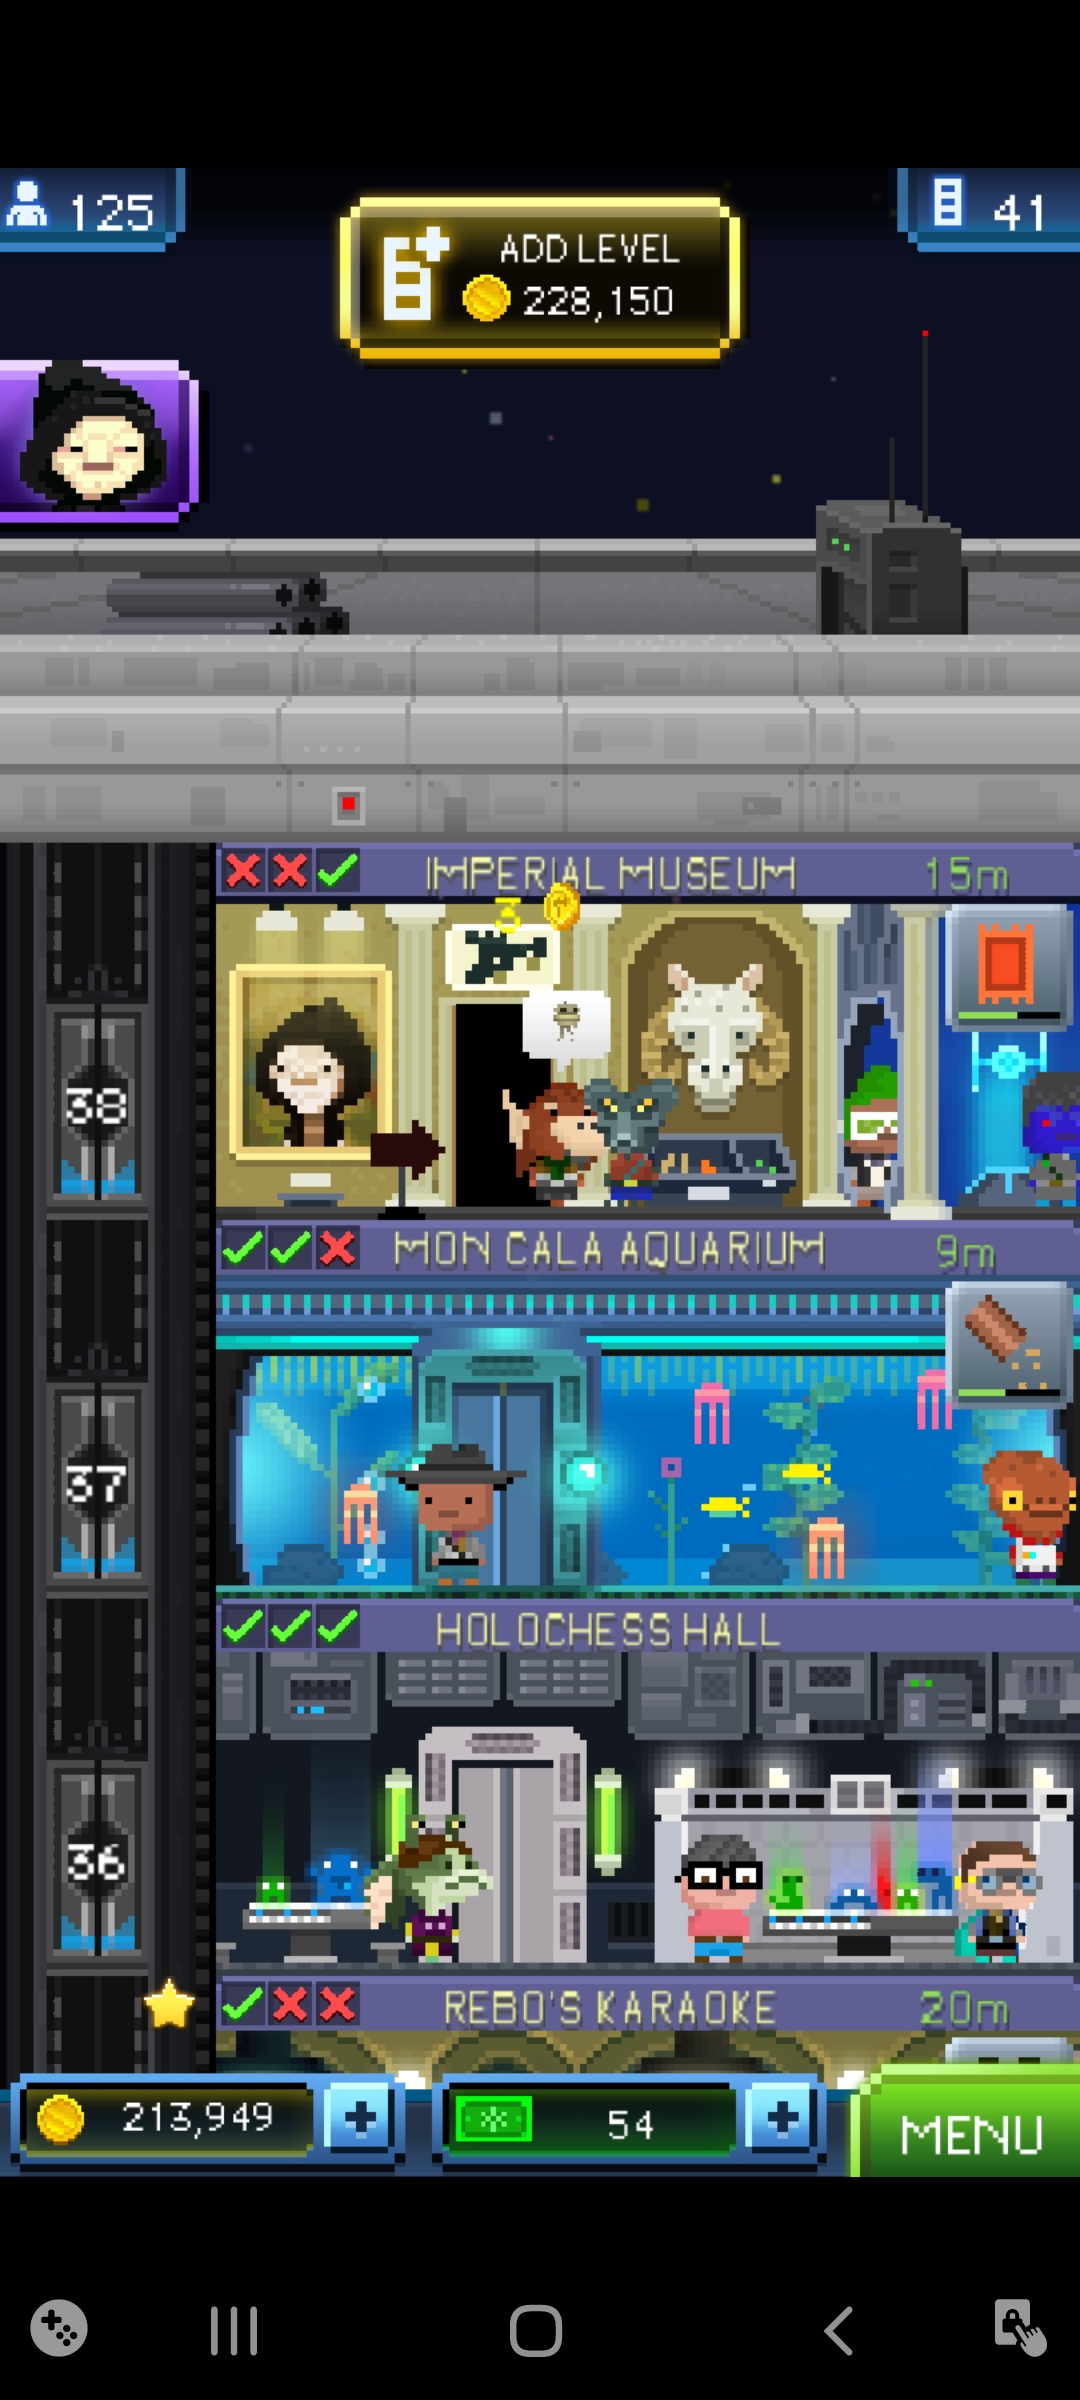 125
ADD LEVEL
228,150
41
IMPERIAL MUSEUM 15m
3
38
MON CALA AQUARIUM 9m
37
HOLOCHESS HALL
36
REBO'S KARAOKE 20m
213,949
54
MENU